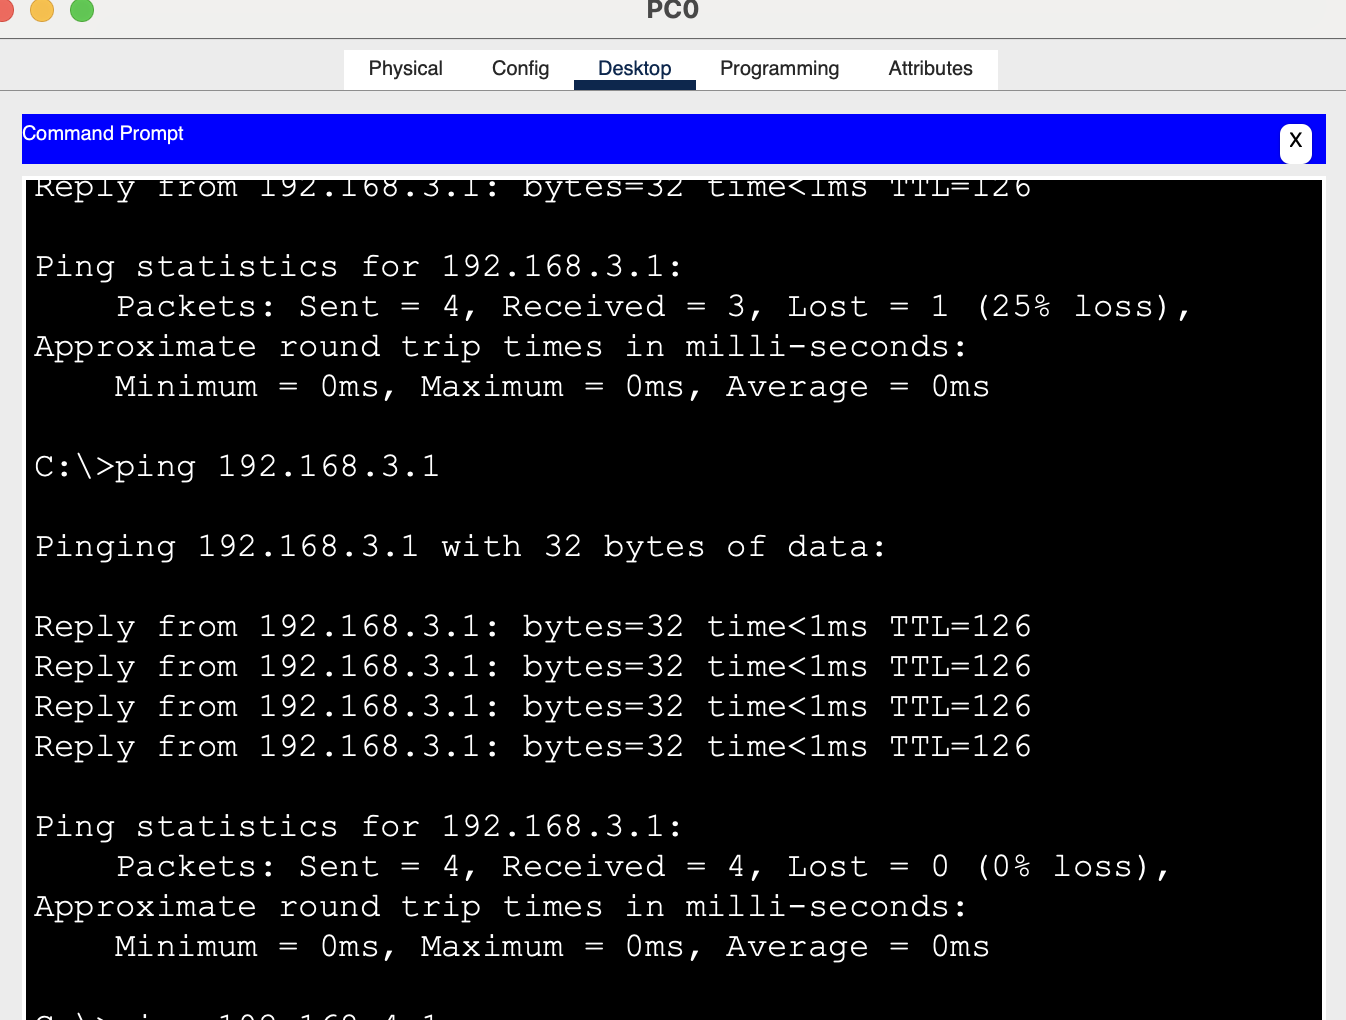 PC0
Physical Config Desktop Programming Attributes
Command Prompt
X
Reply from 192.168.3.1: bytes=32 time<1ms TTL=126
Ping statistics for 192.168.3.1:
Packets: Sent = 4, Received = 3, Lost = 1 (25% loss),
Approximate round trip times in milli-seconds:
Minimum = 0ms, Maximum = 0ms, Average = 0ms
C:\>ping 192.168.3.1
Pinging 192.168.3.1 with 32 bytes of data:
Reply from 192.168.3.1: bytes=32 time<1ms TTL=126
Reply from 192.168.3.1: bytes=32 time<1ms TTL=126
Reply from 192.168.3.1: bytes=32 time<1ms TTL=126
Reply from 192.168.3.1: bytes=32 time<1ms TTL=126
Ping statistics for 192.168.3.1:
Packets: Sent = 4, Received = 4, Lost = 0 (0% loss),
Approximate round trip times in milli-seconds:
Minimum = 0ms, Maximum = 0ms, Average = 0ms
C:\>ping 192.168.4.1